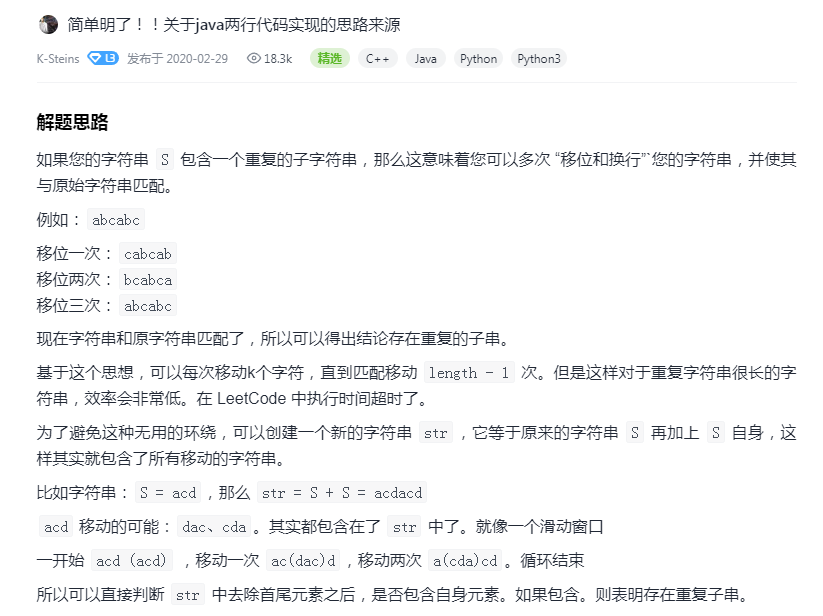 简单明了！！关于java两行代码实现的思路来源
K-Steins L3 发布于 2020-02-29 18.3k 精选 C++ Java Python Python3
解题思路
如果您的字符串 S 包含一个重复的子字符串，那么这意味着您可以多次 “移位和换行”`您的字符串，并使其
与原始字符串匹配。
例如： abcabc
移位一次： cabcab
移位两次： bcabca
移位三次： abcabc
现在字符串和原字符串匹配了，所以可以得出结论存在重复的子串。
基于这个思想，可以每次移动k个字符，直到匹配移动 length - 1 次。但是这样对于重复字符串很长的字
符串，效率会非常低。在 LeetCode 中执行时间超时了。
为了避免这种无用的环绕，可以创建一个新的字符串 str ，它等于原来的字符串 S 再加上 S 自身，这
样其实就包含了所有移动的字符串。
比如字符串： S = acd ，那么 str = S + S = acdacd
acd 移动的可能： dac、cda 。其实都包含在了 str 中了。就像一个滑动窗口
一开始 acd (acd) ，移动一次 ac(dac)d ，移动两次 a(cda)cd 。循环结束
所以可以直接判断 str 中去除首尾元素之后，是否包含自身元素。如果包含。则表明存在重复子串。